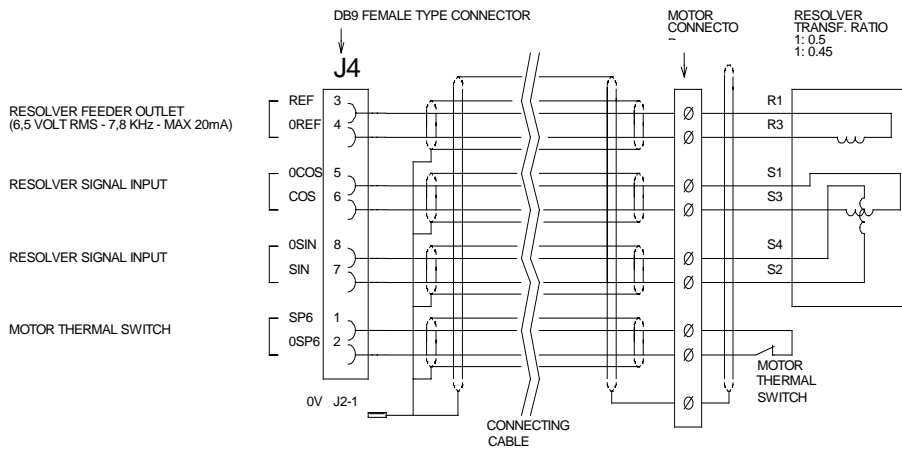 DB9 FEMALE TYPE CONNECTOR
MOTOR
CONNECTO
RESOLVER
TRANSF. RATIO
1: 0.5
1: 0.45
J4
RESOLVER FEEDER OUTLET
(6,5 VOLT RMS - 7,8 KHz - MAX 20mA)
REF 3
0REF 4
R1
R3
RESOLVER SIGNAL INPUT
0COS 5
COS 6
S1
S3
RESOLVER SIGNAL INPUT
0SIN 8
SIN 7
S4
S2
MOTOR THERMAL SWITCH
SP6 1
0SP6 2
MOTOR
THERMAL
SWITCH
0V J2-1
CONNECTING
CABLE